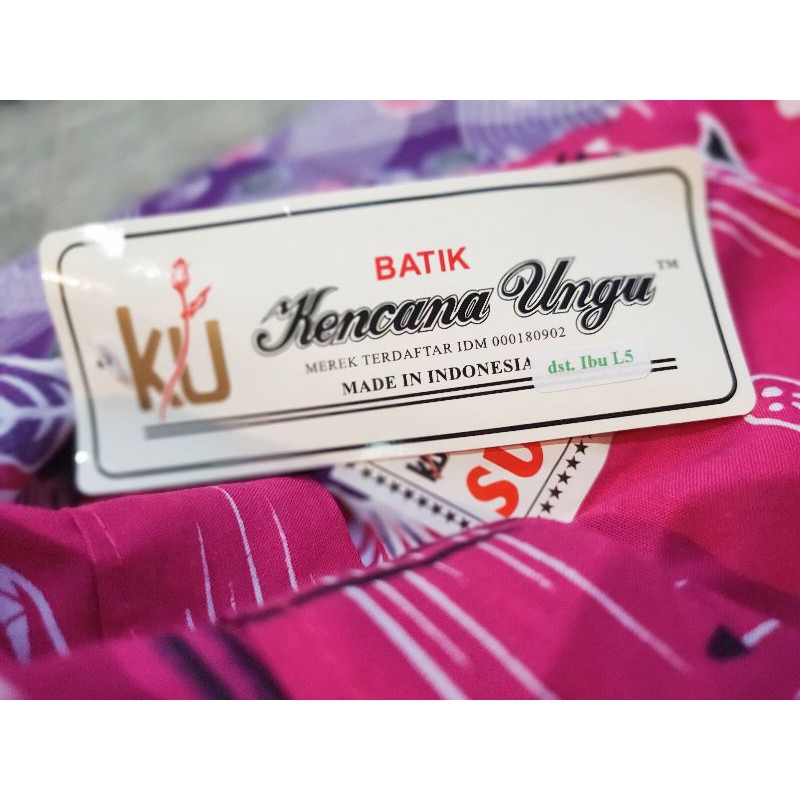 BATIK
KU
Kencana Ungu™
MEREK TERDAFTAR IDM 000180902
MADE IN INDONESIA
dst. Ibu L5